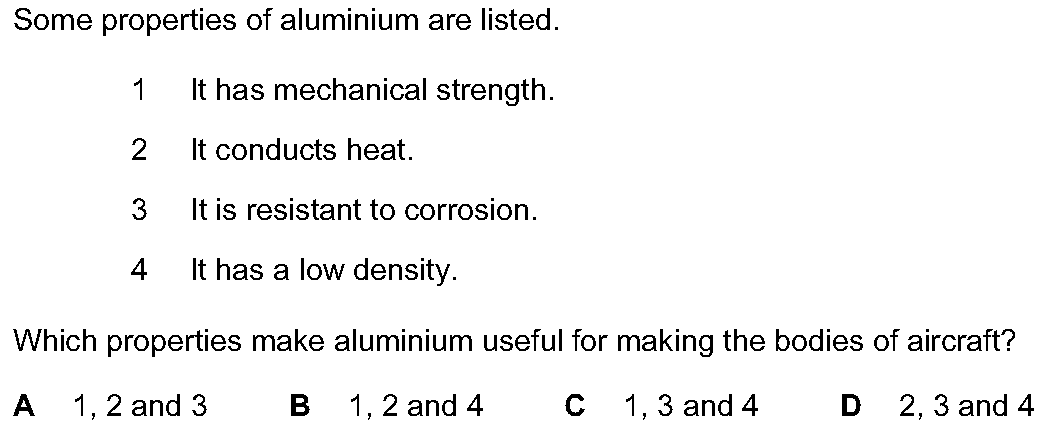 Some properties of aluminium are listed.
1 It has mechanical strength.
2 It conducts heat.
3 It is resistant to corrosion.
4 It has a low density.
Which properties make aluminium useful for making the bodies of aircraft?
A 1, 2 and 3 B 1, 2 and 4 C 1, 3 and 4 D 2, 3 and 4